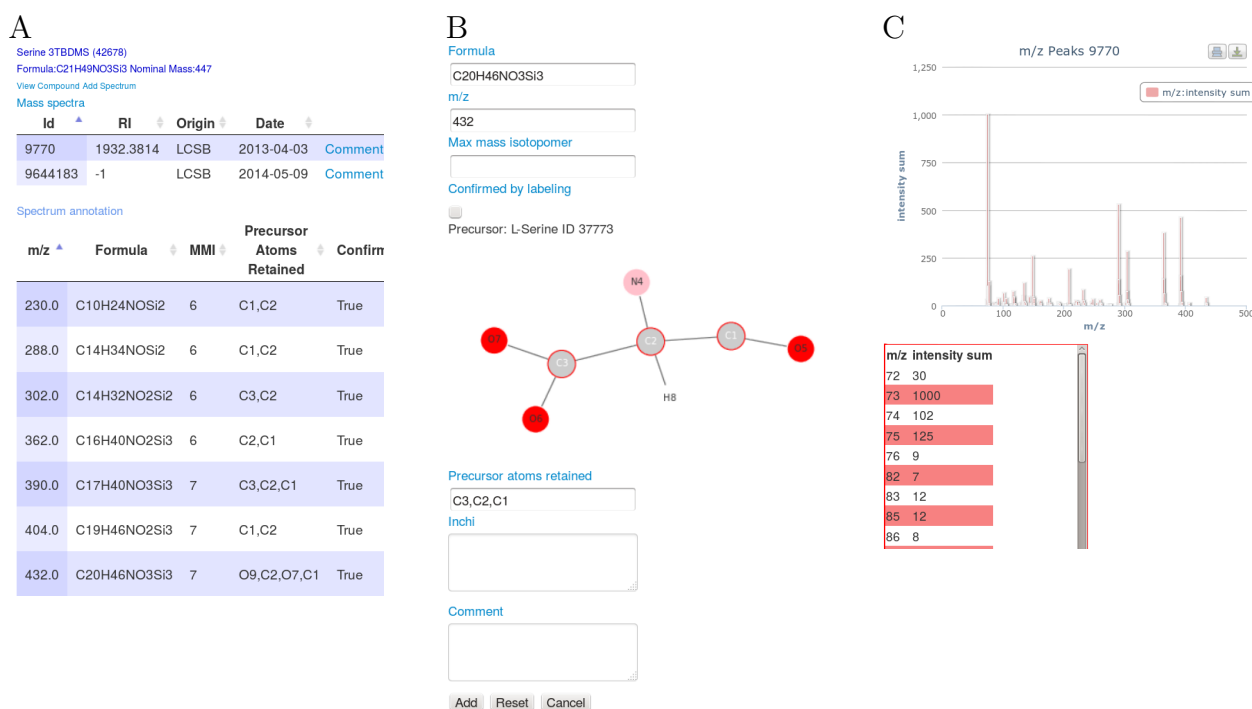 A
Serine 3TBDMS (42678)
Formula:C21H49NO3Si3 Nominal Mass:447
View Compound Add Spectrum
Mass spectra
Id RI Origin Date
9770 1932.3814 LCSB 2013-04-03 Comment
9644183 -1 LCSB 2014-05-09 Comment
Spectrum annotation
m/z Formula MMI Precursor Atoms Retained Confirm
230.0 C10H24NOSi2 6 C1,C2 True
288.0 C14H34NOSi2 6 C1,C2 True
302.0 C14H32NO2Si2 6 C3,C2 True
362.0 C16H40NO2Si3 6 C2,C1 True
390.0 C17H40NO3Si3 7 C3,C2,C1 True
404.0 C19H46NO2Si3 7 C1,C2 True
432.0 C20H46NO3Si3 7 O9,C2,O7,C1 True
B
Formula
C20H46NO3Si3
m/z
432
Max mass isotopomer
Confirmed by labeling
Precursor: L-Serine ID 37773
N4
O7
C2
C1
O5
C3
H8
O6
Precursor atoms retained
C3,C2,C1
Inchi
Comment
Add Reset Cancel
C
m/z Peaks 9770
m/z:intensity sum
intensity sum
1,250
1,000
750
500
250
0
0 100 200 300 400 500
m/z
m/z intensity sum
72 30
73 1000
74 102
75 125
76 9
82 7
83 12
85 12
86 8